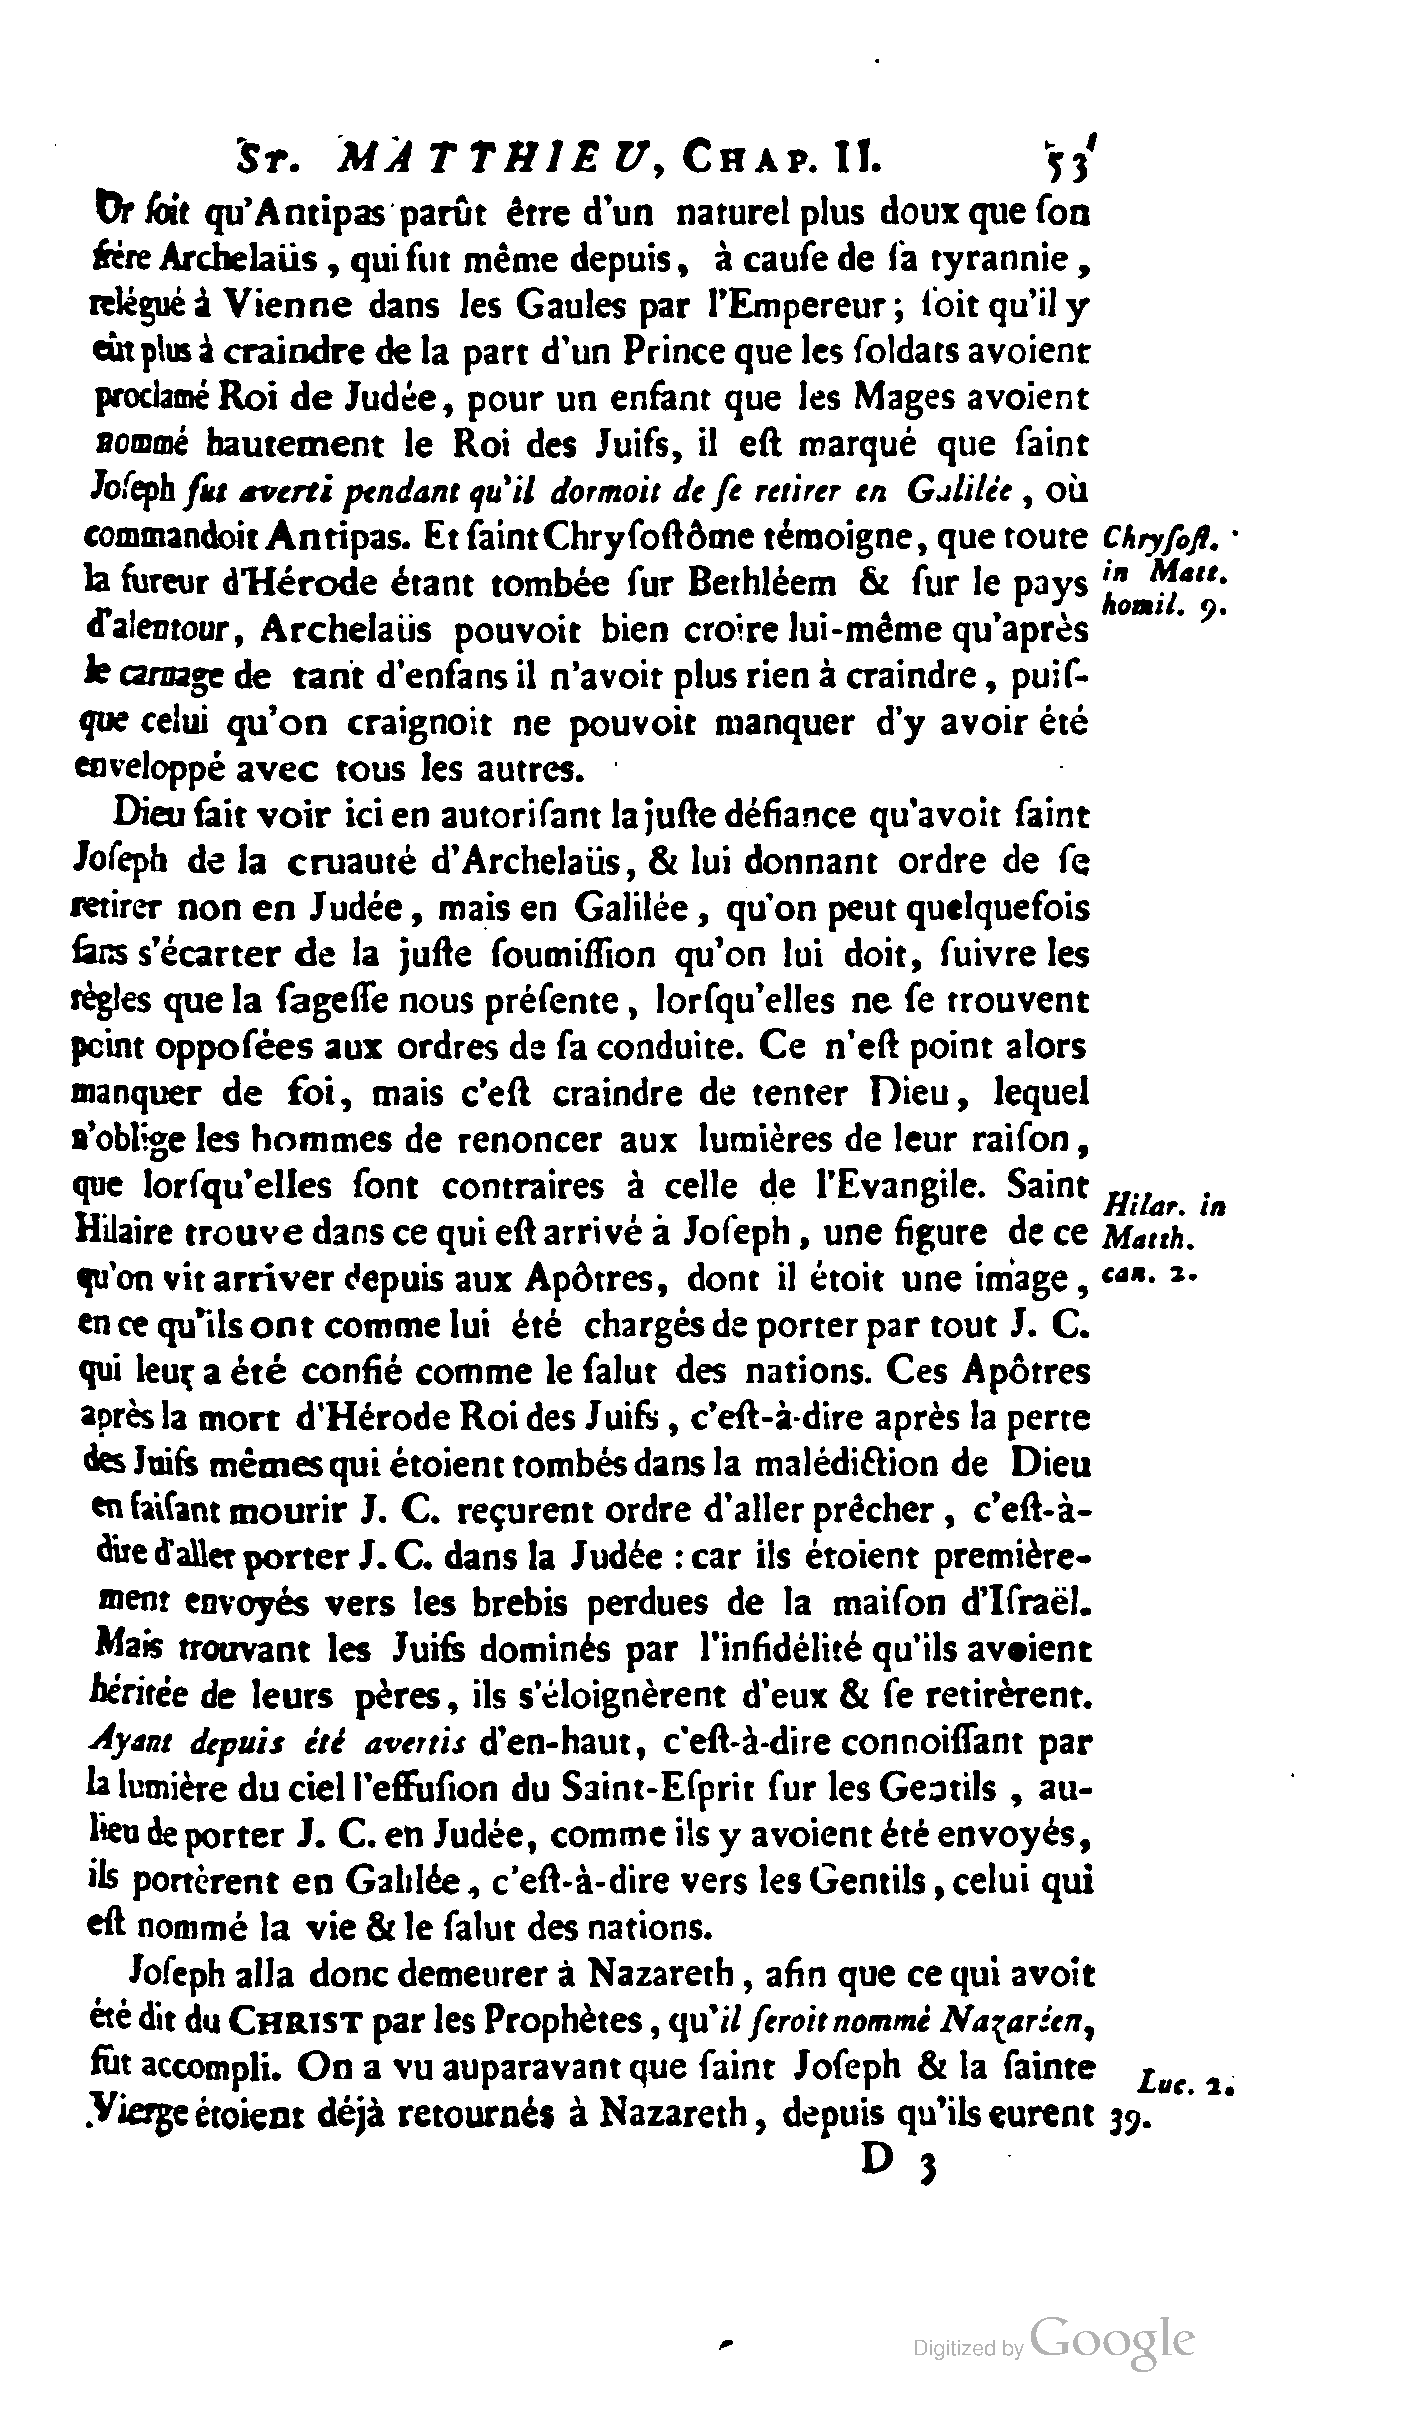 St. MATTHIEU, CHAP. II. 53
Or ſoit qu'Antipas parût être d'un naturel plus doux que ſon
frère Archelaüs, qui fut même depuis, à cauſe de ſa tyrannie,
relégué à Vienne dans les Gaules par l'Empereur; ſoit qu'il y
eût plus à craindre de la part d'un Prince que les ſoldats avoient
proclamé Roi de Judée, pour un enfant que les Mages avoient
nommé hautement le Roi des Juifs, il eſt marqué que ſaint
Joſeph fut averti pendant qu'il dormoit de ſe retirer en Galilée, où
commandoit Antipas. Et ſaint Chryſoſtôme témoigne, que toute
Chryſoſt.
la fureur d'Hérode étant tombée ſur Bethléem & ſur le pays
in Matt.
homil. 9.
d'alentour, Archelaüs pouvoit bien croire lui-même qu'après
le carnage de tant d'enfans il n'avoit plus rien à craindre, puiſ-
que celui qu'on craignoit ne pouvoit manquer d'y avoir été
enveloppé avec tous les autres.
Dieu fait voir ici en autoriſant la juſte défiance qu'avoit ſaint
Joſeph de la cruauté d'Archelaüs, & lui donnant ordre de ſe
retirer non en Judée, mais en Galilée, qu'on peut quelquefois
ſans s'écarter de la juſte ſoumiſſion qu'on lui doit, ſuivre les
règles que la ſageſſe nous préſente, lorſqu'elles ne ſe trouvent
point oppoſées aux ordres de ſa conduite. Ce n'eſt point alors
manquer de foi, mais c'eſt craindre de tenter Dieu, lequel
n'oblige les hommes de renoncer aux lumières de leur raiſon,
que lorſqu'elles ſont contraires à celle de l'Evangile. Saint
Hilar. in
Hilaire trouve dans ce qui eſt arrivé à Joſeph, une figure de ce
Matth.
qu'on vit arriver depuis aux Apôtres, dont il étoit une image,
can. 2.
en ce qu'ils ont comme lui été chargés de porter par tout J. C.
qui leur a été confié comme le ſalut des nations. Ces Apôtres
après la mort d'Hérode Roi des Juifs, c'eſt-à-dire après la perte
des Juifs mêmes qui étoient tombés dans la malédiction de Dieu
en faiſant mourir J. C. reçurent ordre d'aller prêcher, c'eſt-à-
dire d'aller porter J. C. dans la Judée : car ils étoient première-
ment envoyés vers les brebis perdues de la maiſon d'Iſraël.
Mais trouvant les Juifs dominés par l'infidélité qu'ils avoient
héritée de leurs pères, ils s'éloignèrent d'eux & ſe retirèrent.
Ayant depuis été avertis d'en-haut, c'eſt-à-dire connoiſſant par
la lumière du ciel l'effuſion du Saint-Eſprit ſur les Gentils, au-
lieu de porter J. C. en Judée, comme ils y avoient été envoyés,
ils portèrent en Galilée, c'eſt-à-dire vers les Gentils, celui qui
eſt nommé la vie & le ſalut des nations.
Joſeph alla donc demeurer à Nazareth, afin que ce qui avoit
été dit du CHRIST par les Prophètes, qu'il ſeroit nommé Nazaréen,
fût accompli. On a vu auparavant que ſaint Joſeph & la ſainte
Luc. 2.
Vierge étoient déjà retournés à Nazareth, depuis qu'ils eurent
39.
D 3
Digitized by Google